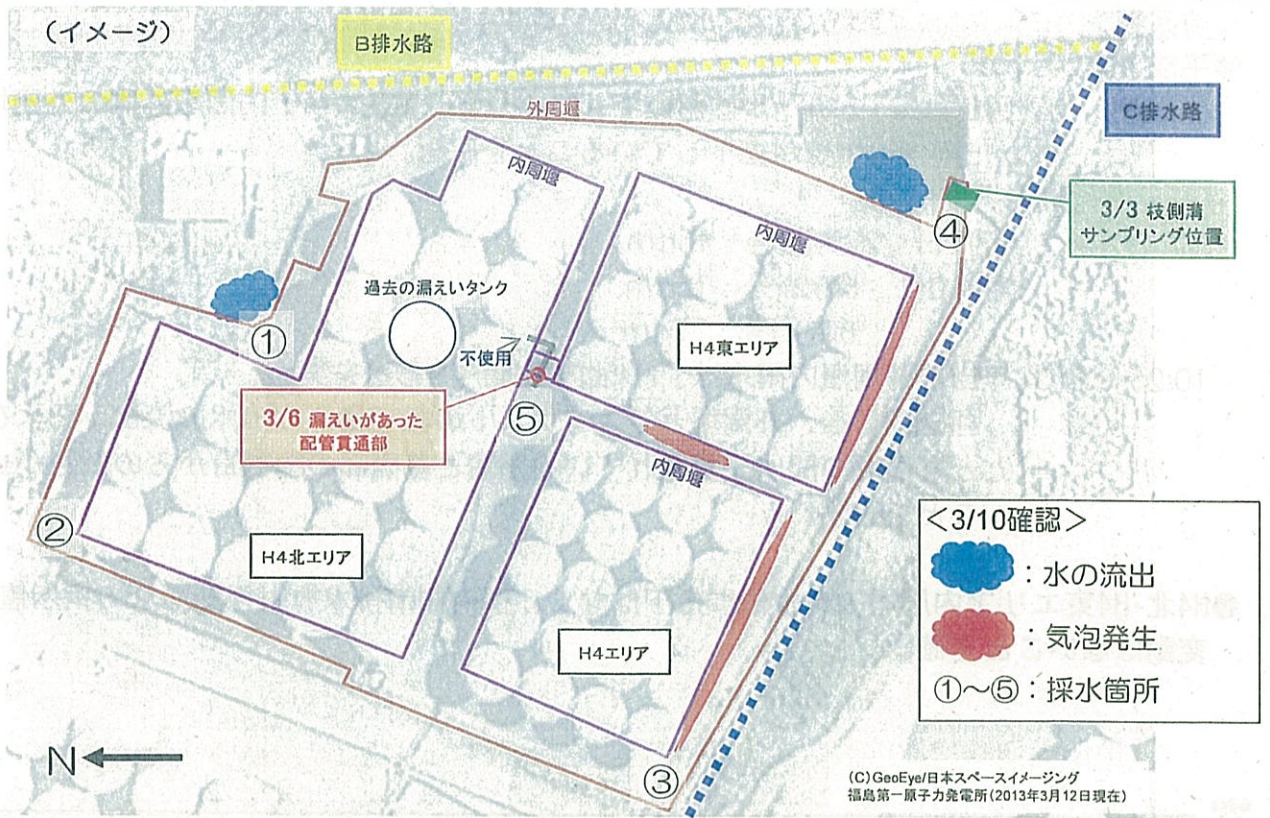 (イメージ)
B排水路
外周堰
C排水路
内周堰
3/3 枝側溝
サンプリング位置
④
内周堰
過去の漏えいタンク
①
不使用
H4東エリア
3/6 漏えいがあった
配管貫通部
⑤
内周堰
②
H4北エリア
H4エリア
③
<3/10確認>
:水の流出
:気泡発生
①~⑤:採水箇所
N
(C)GeoEye/日本スペースイメージング
福島第一原子力発電所(2013年3月12日現在)